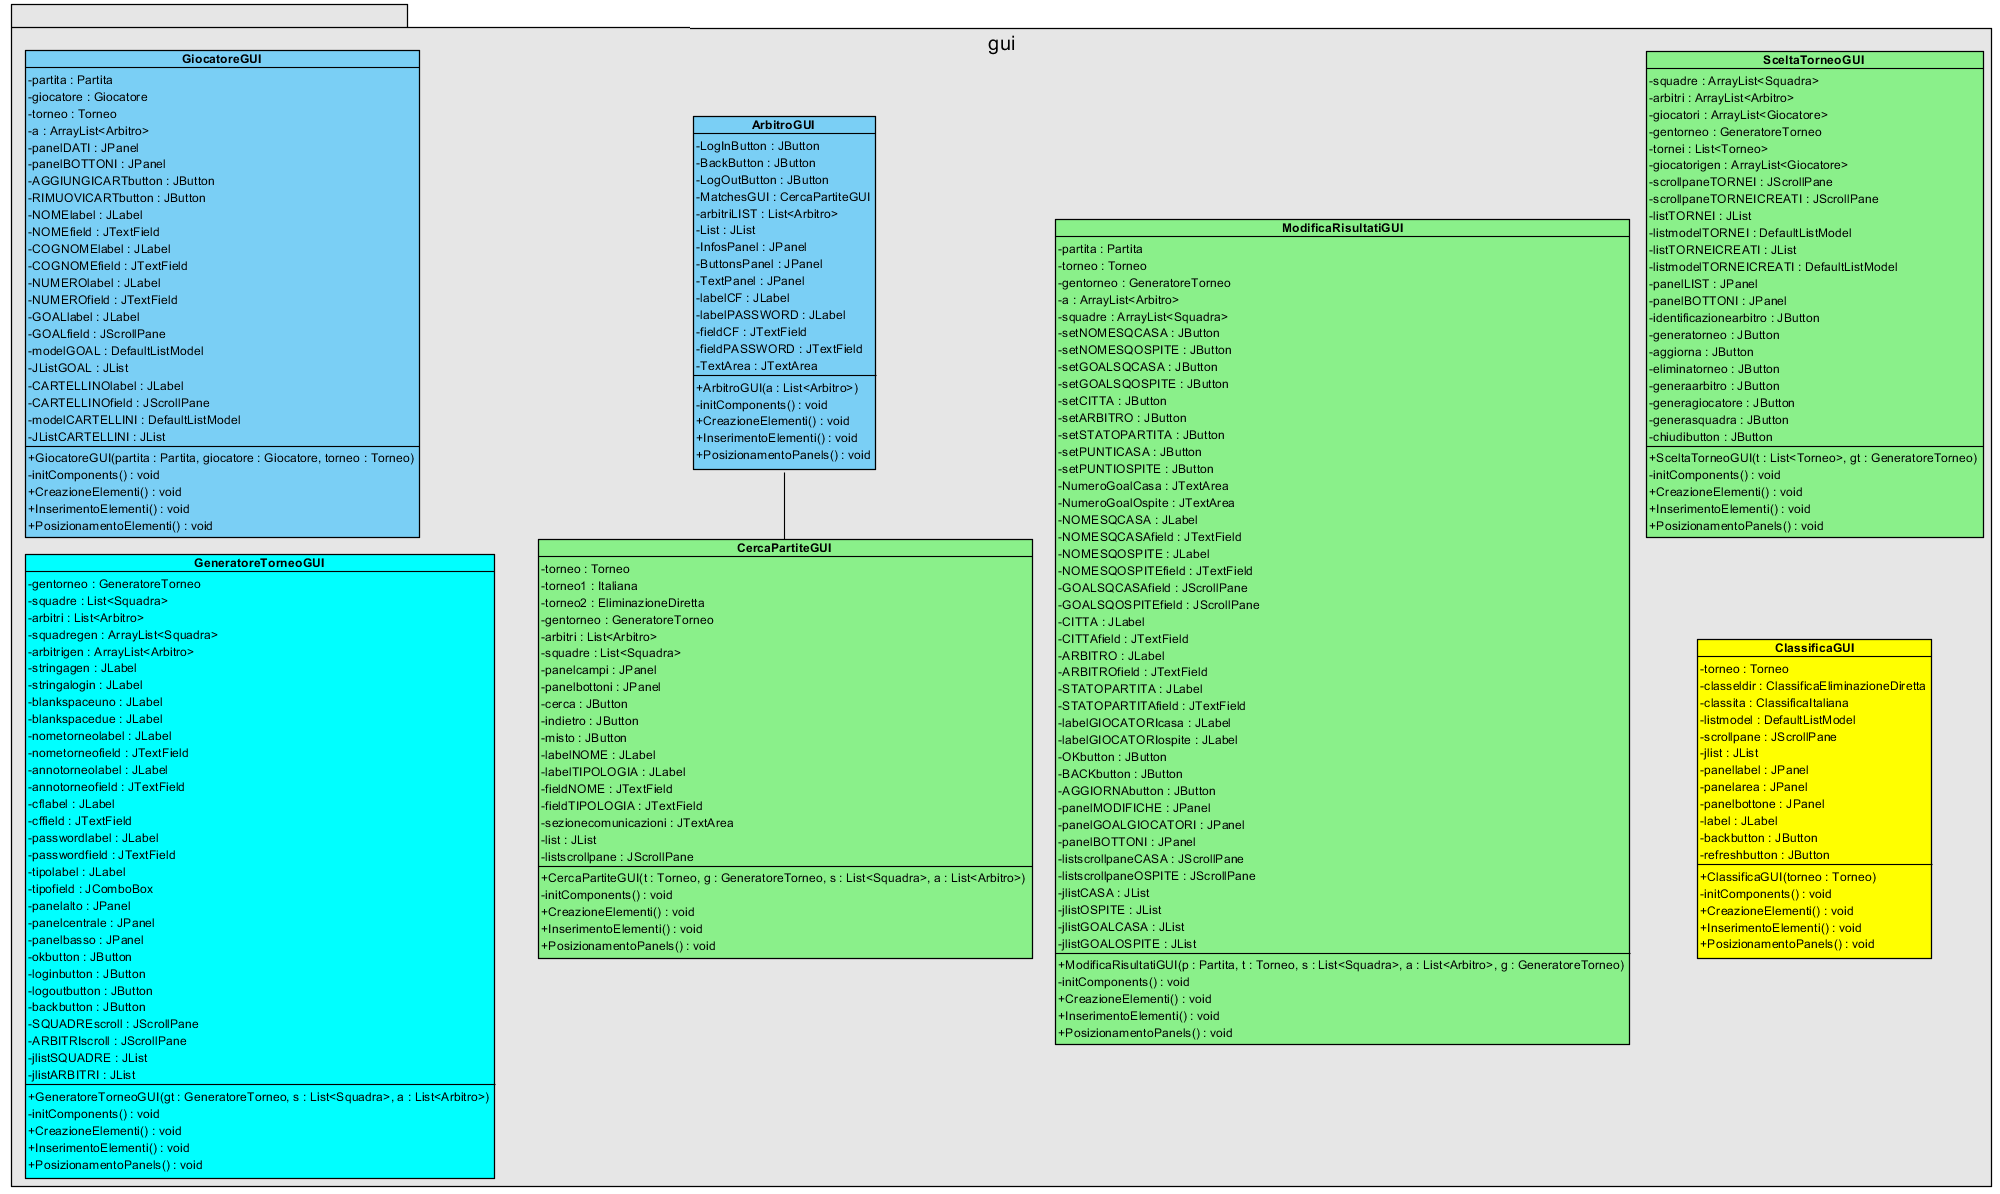 gui
GiocatoreGUI
-partita : Partita
-giocatore : Giocatore
-torneo : Torneo
-a : ArrayList<Arbitro>
-panelDATI : JPanel
-panelBOTTONI : JPanel
-AGGIUNGICARTbutton : JButton
-RIMUOVICARTbutton : JButton
-NOMElabel : JLabel
-NOMEfield : JTextField
-COGNOMElabel : JLabel
-COGNOMEfield : JTextField
-NUMEROlabel : JLabel
-NUMEROfield : JTextField
-GOALlabel : JLabel
-GOALfield : JScrollPane
-modelGOAL : DefaultListModel
-JListGOAL : JList
-CARTELLINOlabel : JLabel
-CARTELLINOfield : JScrollPane
-modelCARTELLINI : DefaultListModel
-JListCARTELLINI : JList
+GiocatoreGUI(partita : Partita, giocatore : Giocatore, torneo : Torneo)
-initComponents() : void
+CreazioneElementi() : void
+InserimentoElementi() : void
+PosizionamentoElementi() : void
GeneratoreTorneoGUI
-gentorneo : GeneratoreTorneo
-squadre : List<Squadra>
-arbitri : List<Arbitro>
-squadregen : ArrayList<Squadra>
-arbitrigen : ArrayList<Arbitro>
-stringagen : JLabel
-stringalogin : JLabel
-blankspaceuno : JLabel
-blankspacedue : JLabel
-nometorneolabel : JLabel
-nometorneofield : JTextField
-annotorneolabel : JLabel
-annotorneofield : JTextField
-cflabel : JLabel
-cffield : JTextField
-passwordlabel : JLabel
-passwordfield : JTextField
-tipolabel : JLabel
-tipofield : JComboBox
-panelalto : JPanel
-panelcentrale : JPanel
-panelbasso : JPanel
-okbutton : JButton
-loginbutton : JButton
-logoutbutton : JButton
-backbutton : JButton
-SQUADREscroll : JScrollPane
-ARBITRIscroll : JScrollPane
-jlistSQUADRE : JList
-jlistARBITRI : JList
+GeneratoreTorneoGUI(gt : GeneratoreTorneo, s : List<Squadra>, a : List<Arbitro>)
-initComponents() : void
+CreazioneElementi() : void
+InserimentoElementi() : void
+PosizionamentoPanels() : void
ArbitroGUI
-LogInButton : JButton
-BackButton : JButton
-LogOutButton : JButton
-MatchesGUI : CercaPartiteGUI
-arbitriLIST : List<Arbitro>
-List : JList
-InfosPanel : JPanel
-ButtonsPanel : JPanel
-TextPanel : JPanel
-labelCF : JLabel
-labelPASSWORD : JLabel
-fieldCF : JTextField
-fieldPASSWORD : JTextField
-TextArea : JTextArea
+ArbitroGUI(a : List<Arbitro>)
-initComponents() : void
+CreazioneElementi() : void
+InserimentoElementi() : void
+PosizionamentoPanels() : void
CercaPartiteGUI
-torneo : Torneo
-torneo1 : Italiana
-torneo2 : EliminazioneDiretta
-gentorneo : GeneratoreTorneo
-arbitri : List<Arbitro>
-squadre : List<Squadra>
-panelcampi : JPanel
-panelbottoni : JPanel
-cerca : JButton
-indietro : JButton
-misto : JButton
-labelNOME : JLabel
-labelTIPOLOGIA : JLabel
-fieldNOME : JTextField
-fieldTIPOLOGIA : JTextField
-sezionecomunicazioni : JTextArea
-list : JList
-listscrollpane : JScrollPane
+CercaPartiteGUI(t : Torneo, g : GeneratoreTorneo, s : List<Squadra>, a : List<Arbitro>)
-initComponents() : void
+CreazioneElementi() : void
+InserimentoElementi() : void
+PosizionamentoPanels() : void
ModificaRisultatiGUI
-partita : Partita
-torneo : Torneo
-gentorneo : GeneratoreTorneo
-a : ArrayList<Arbitro>
-squadre : ArrayList<Squadra>
-setNOMESQCASA : JButton
-setNOMESQOSPITE : JButton
-setGOALSQCASA : JButton
-setGOALSQOSPITE : JButton
-setCITTA : JButton
-setARBITRO : JButton
-setSTATOPARTITA : JButton
-setPUNTICASA : JButton
-setPUNTIOSPITE : JButton
-NumeroGoalCasa : JTextArea
-NumeroGoalOspite : JTextArea
-NOMESQCASA : JLabel
-NOMESQCASAfield : JTextField
-NOMESQOSPITE : JLabel
-NOMESQOSPITEfield : JTextField
-GOALSQCASAfield : JScrollPane
-GOALSQOSPITEfield : JScrollPane
-CITTA : JLabel
-CITTAfield : JTextField
-ARBITRO : JLabel
-ARBITROfield : JTextField
-STATOPARTITA : JLabel
-STATOPARTITAfield : JTextField
-labelGIOCATORIcasa : JLabel
-labelGIOCATORIospite : JLabel
-OKbutton : JButton
-BACKbutton : JButton
-AGGIORNAbutton : JButton
-panelMODIFICHE : JPanel
-panelGOALGIOCATORI : JPanel
-panelBOTTONI : JPanel
-listscrollpaneCASA : JScrollPane
-listscrollpaneOSPITE : JScrollPane
-jlistCASA : JList
-jlistOSPITE : JList
-jlistGOALCASA : JList
-jlistGOALOSPITE : JList
+ModificaRisultatiGUI(p : Partita, t : Torneo, s : List<Squadra>, a : List<Arbitro>, g : GeneratoreTorneo)
-initComponents() : void
+CreazioneElementi() : void
+InserimentoElementi() : void
+PosizionamentoPanels() : void
SceltaTorneoGUI
-squadre : ArrayList<Squadra>
-arbitri : ArrayList<Arbitro>
-giocatori : ArrayList<Giocatore>
-gentorneo : GeneratoreTorneo
-tornei : List<Torneo>
-giocatorigen : ArrayList<Giocatore>
-scrollpaneTORNEI : JScrollPane
-scrollpaneTORNEICREATI : JScrollPane
-listTORNEI : JList
-listmodelTORNEI : DefaultListModel
-listTORNEICREATI : JList
-listmodelTORNEICREATI : DefaultListModel
-panelLIST : JPanel
-panelBOTTONI : JPanel
-identificazionearbitro : JButton
-generatorneo : JButton
-aggiorna : JButton
-eliminatorneo : JButton
-generaarbitro : JButton
-generagiocatore : JButton
-generasquadra : JButton
-chiudibutton : JButton
+SceltaTorneoGUI(t : List<Torneo>, gt : GeneratoreTorneo)
-initComponents() : void
+CreazioneElementi() : void
+InserimentoElementi() : void
+PosizionamentoPanels() : void
ClassificaGUI
-torneo : Torneo
-classeldir : ClassificaEliminazioneDiretta
-classita : ClassificaItaliana
-listmodel : DefaultListModel
-scrollpane : JScrollPane
-jlist : JList
-panellabel : JPanel
-panelarea : JPanel
-panelbottone : JPanel
-label : JLabel
-backbutton : JButton
-refreshbutton : JButton
+ClassificaGUI(torneo : Torneo)
-initComponents() : void
+CreazioneElementi() : void
+InserimentoElementi() : void
+PosizionamentoPanels() : void